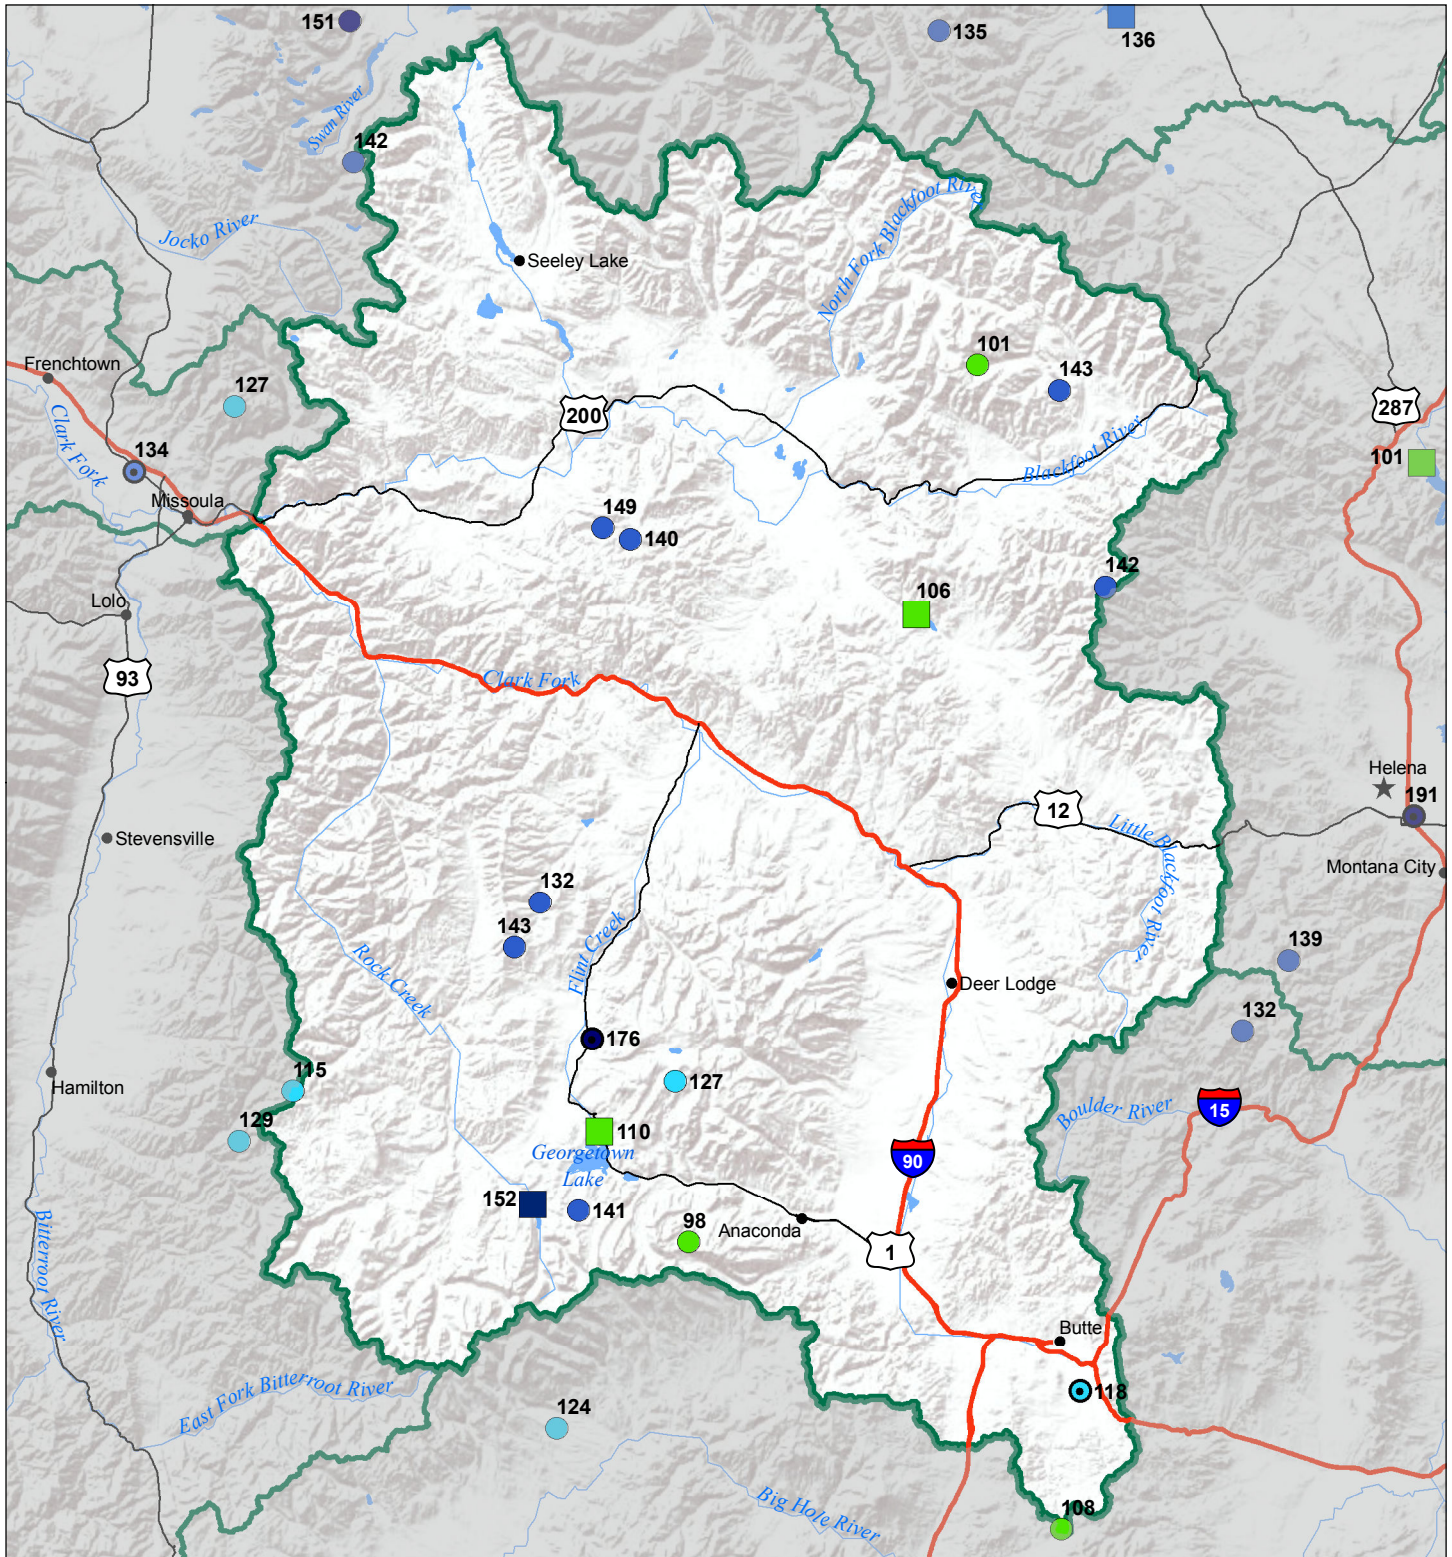 151
135
136
Swan River
142
Jocko River
North Fork Blackfoot River
Seeley Lake
Frenchtown
127
101
143
200
287
Clark Fork
134
Blackfoot River
101
Missoula
149
140
142
Lolo
106
93
Clark Fork
Helena
191
12
Little Blackfoot River
Stevensville
Montana City
132
143
Flint Creek
Rock Creek
139
Deer Lodge
132
176
Hamilton
115
127
129
110
Boulder River
15
Georgetown
Lake
90
152
141
98
Anaconda
1
Bitterroot River
Butte
East Fork Bitterroot River
118
124
Big Hole River
108